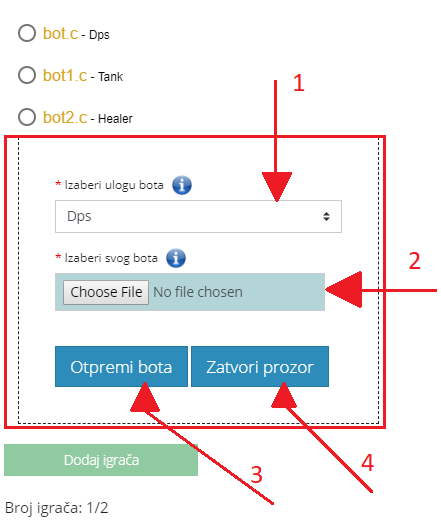 bot.c - Dps
bot1.c - Tank
1
bot2.c - Healer
* Izaberi ulogu bota i
Dps
* Izaberi svog bota i
2
Choose File No file chosen
Otpremi bota Zatvori prozor
3
4
Dodaj igrača
Broj igrača: 1/2